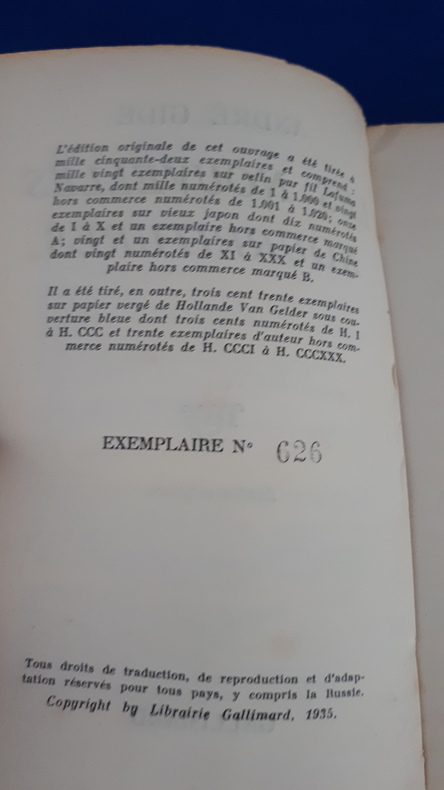 L'édition originale de cet ouvrage a été tirée à
mille cinquante-deux exemplaires et comprend :
mille vingt exemplaires sur velin pur fil Lafuma
Navarre, dont mille numérotés de 1 à 1.000 et vingt
hors commerce numérotés de 1.001 à 1.020; onze
exemplaires sur vieux japon dont dix numérotés
de I à X et un exemplaire hors commerce marqué
A; vingt et un exemplaires sur papier de Chine
dont vingt numérotés de XI à XXX et un exem-
plaire hors commerce marqué B.
Il a été tiré, en outre, trois cent trente exemplaires
sur papier vergé de Hollande Van Gelder sous cou-
verture bleue dont trois cents numérotés de H. I
à H. CCC et trente exemplaires d'auteur hors com-
merce numérotés de H. CCCI à H. CCCXXX.
EXEMPLAIRE N° 626
Tous droits de traduction, de reproduction et d'adap-
tation réservés pour tous pays, y compris la Russie.
Copyright by Librairie Gallimard, 1935.